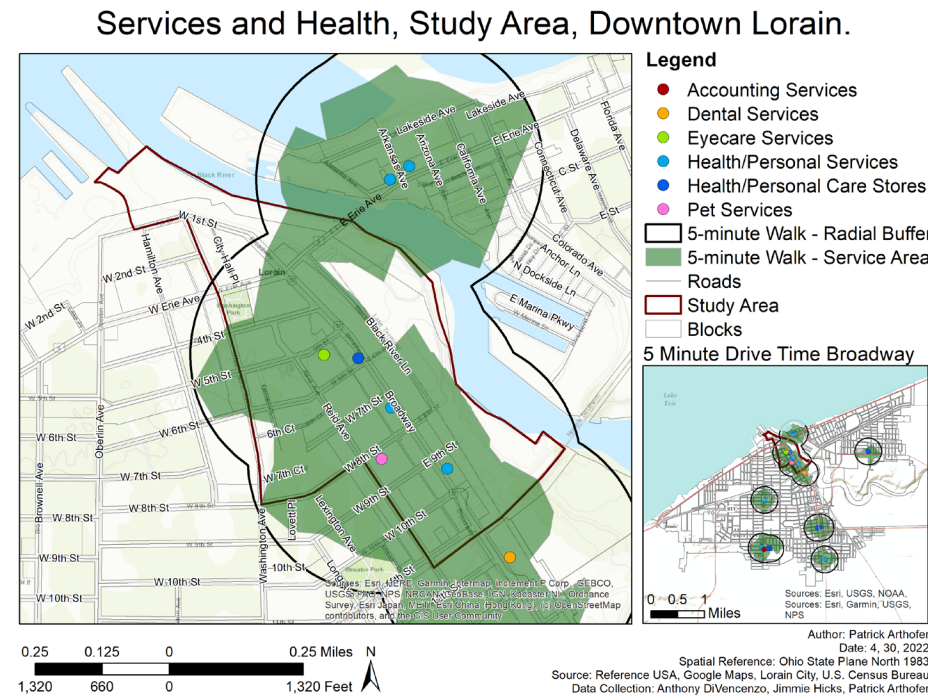 Services and Health, Study Area, Downtown Lorain.
Legend
Accounting Services
Dental Services
Eyecare Services
Health/Personal Services
Health/Personal Care Stores
Pet Services
5-minute Walk - Radial Buffe
5-minute Walk - Service Area
Roads
Study Area
Blocks
5 Minute Drive Time Broadway
Lakeside Ave
Lakeside Ave
Arkansas Ave
Arizona Ave
California Ave
E Erie Ave
Florida Ave
Delaware Ave
Connecticut Ave
C St
E St
Black River
E Erie Ave
W 1st St
Hamilton Ave
City Hall Pl
Colorado Ave
Anchor Ln
N Dockside Ln
Lorain
W 2nd St
W Erie Ave
W 2nd St
Washington
Park
E Marina Pkwy
4th St
Black River Ln
W 5th St
Reid Ave
W 7th St
Broadway
Oberlin Ave
W 6th St
6th Ct
W 6th St
W 7th St
W 7th Ct
W 8th St
E 9th St
Brownell Ave
W 8th St
W 8th St
Washington Ave
Lovett Pl
Lexington Ave
W 9th St
W 10th St
W 9th St
W 9th St
10th St
W 10th St
W 10th St
Streator Park
Sources: Esri, HERE, Garmin, Intermap, increment P Corp., GEBCO,
USGS, FAO, NPS, NRCAN, GeoBase, IGN, Kadaster NL, Ordnance
Survey, Esri Japan, METI, Esri China (Hong Kong), (c) OpenStreetMap
contributors, and the GIS User Community
Lake
Erie
0 0.5 1
Miles
Sources: Esri, USGS, NOAA,
Sources: Esri, Garmin, USGS,
NPS
0.25 0.125 0 0.25 Miles
1,320 660 0 1,320 Feet
N
Author: Patrick Arthofer
Date: 4, 30, 2022
Spatial Reference: Ohio State Plane North 1983
Source: Reference USA, Google Maps, Lorain City, U.S. Census Bureau
Data Collection: Anthony DiVencenzo, Jimmie Hicks, Patrick Arthofer